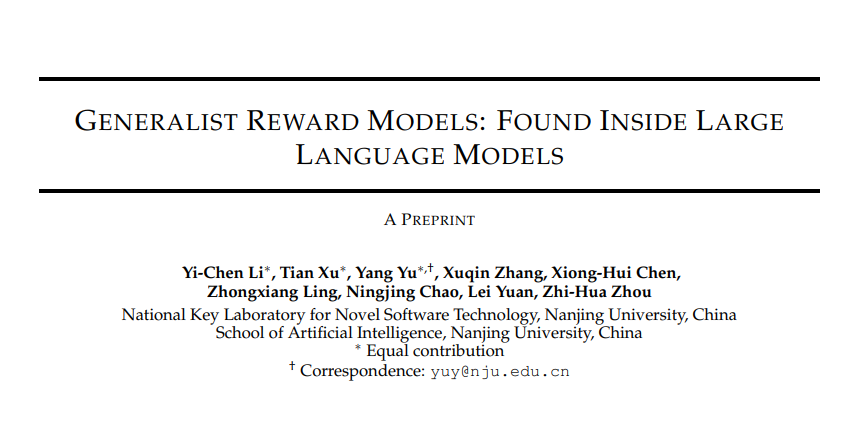 GENERALIST REWARD MODELS: FOUND INSIDE LARGE
LANGUAGE MODELS
A PREPRINT
Yi-Chen Li*, Tian Xu*, Yang Yu*,†, Xuqin Zhang, Xiong-Hui Chen,
Zhongxiang Ling, Ningjing Chao, Lei Yuan, Zhi-Hua Zhou
National Key Laboratory for Novel Software Technology, Nanjing University, China
School of Artificial Intelligence, Nanjing University, China
* Equal contribution
† Correspondence: yuy@nju.edu.cn